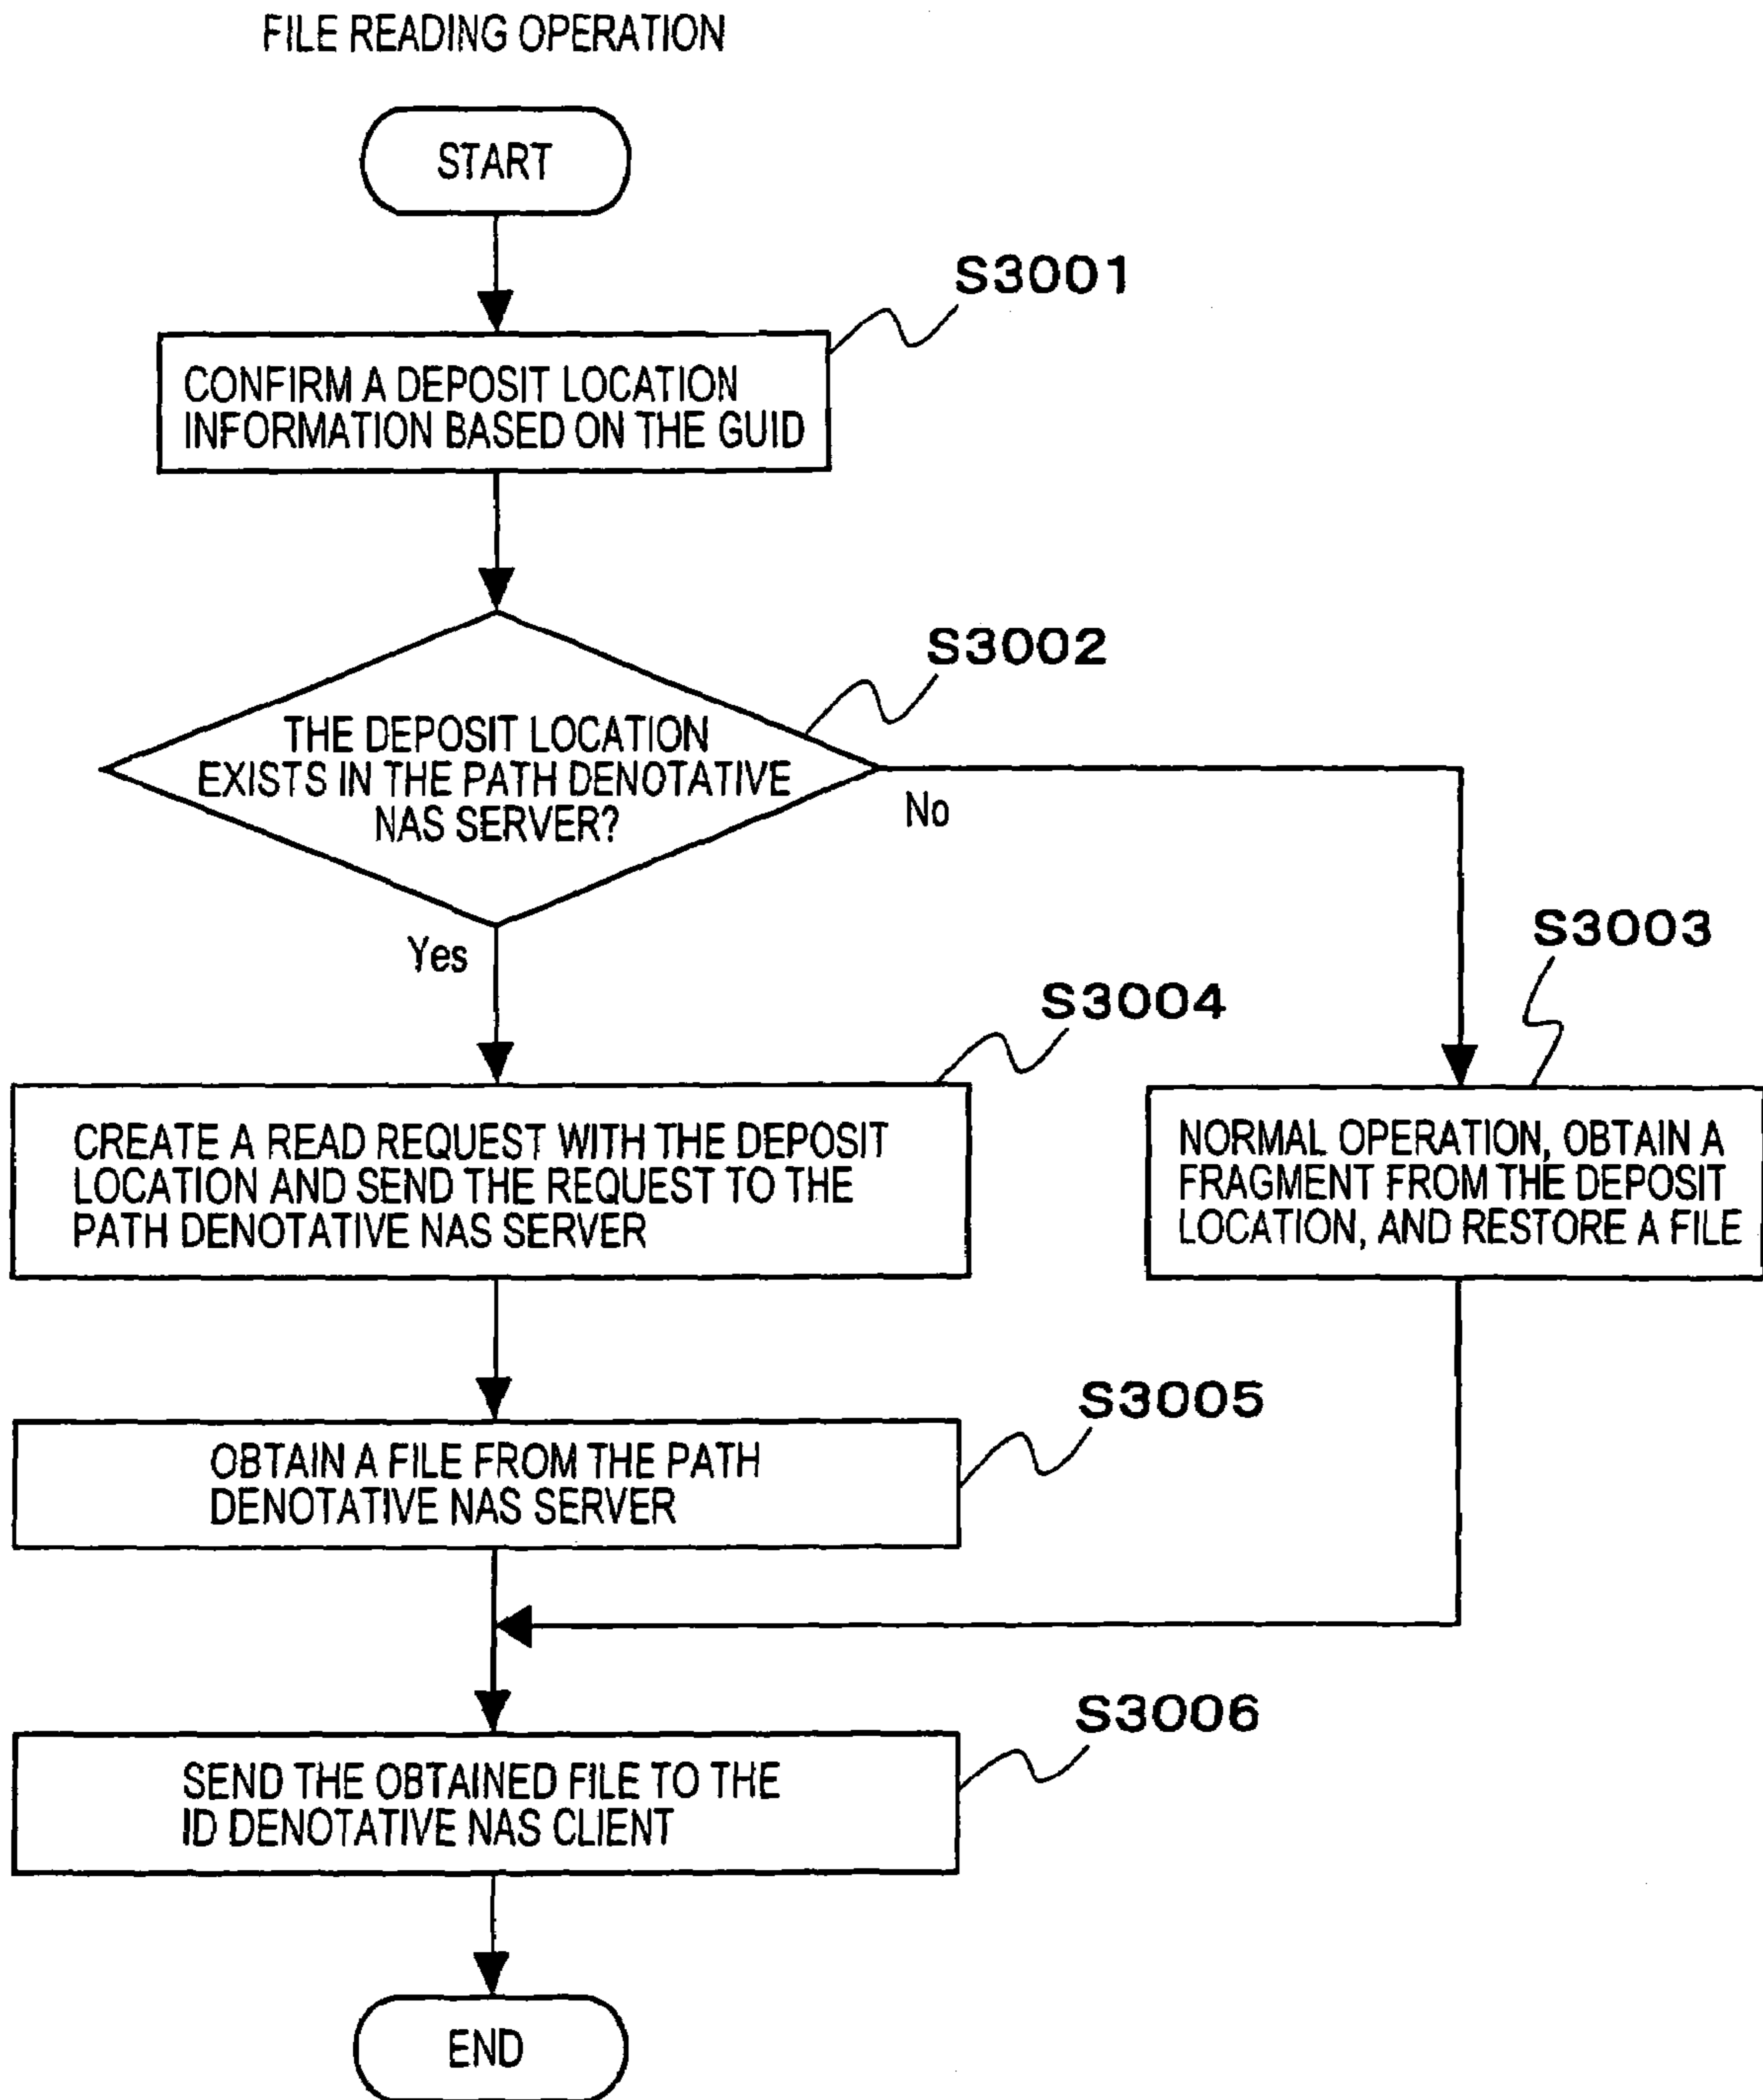 FILE READING OPERATION
START
S3001
CONFIRM A DEPOSIT LOCATION
INFORMATION BASED ON THE GUID
S3002
THE DEPOSIT LOCATION
EXISTS IN THE PATH DENOTATIVE
NAS SERVER?
No
Yes
S3003
S3004
CREATE A READ REQUEST WITH THE DEPOSIT
LOCATION AND SEND THE REQUEST TO THE
PATH DENOTATIVE NAS SERVER
NORMAL OPERATION, OBTAIN A
FRAGMENT FROM THE DEPOSIT
LOCATION, AND RESTORE A FILE
S3005
OBTAIN A FILE FROM THE PATH
DENOTATIVE NAS SERVER
S3006
SEND THE OBTAINED FILE TO THE
ID DENOTATIVE NAS CLIENT
END